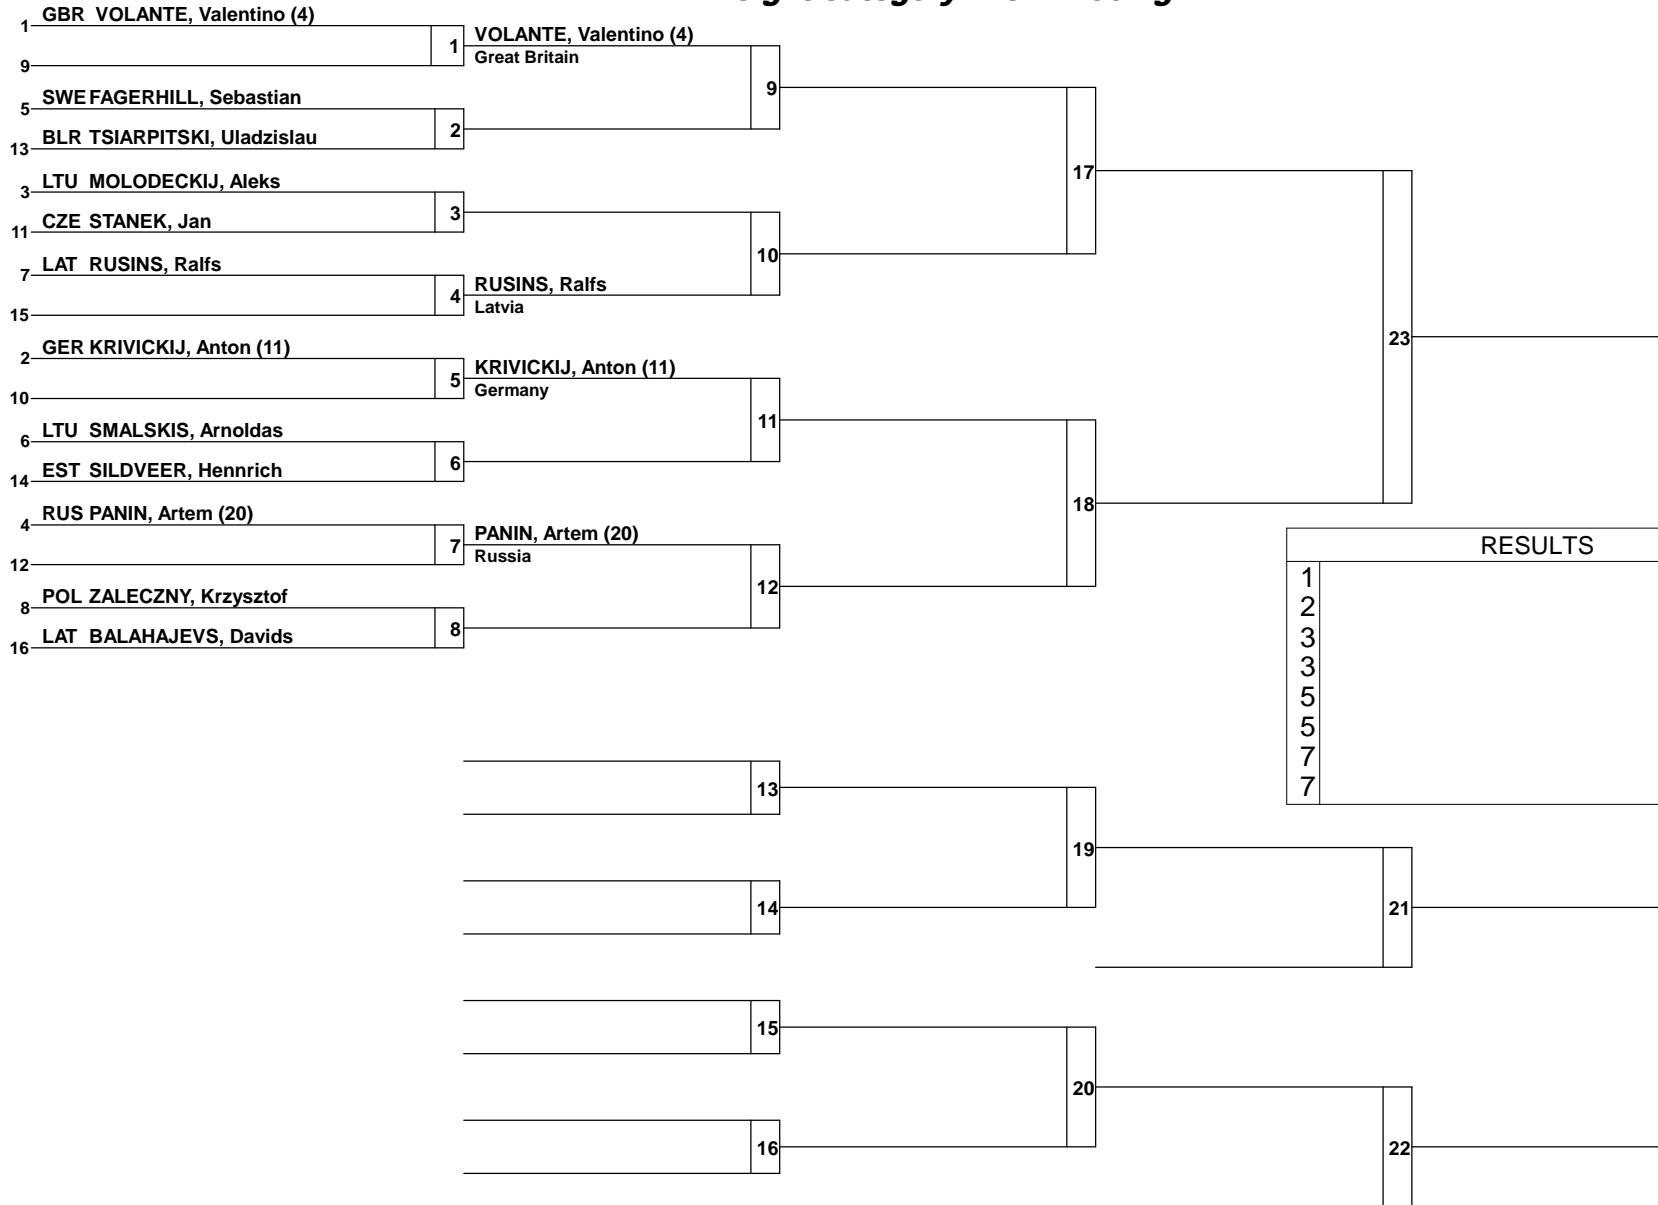 GBR VOLANTE, Valentino (4)
1
1 VOLANTE, Valentino (4)
Great Britain
9
9
SWE FAGERHILL, Sebastian
5
2
BLR TSIARPITSKI, Uladzislau
13
17
LTU MOLODECKIJ, Aleks
3
3
CZE STANEK, Jan
11
10
LAT RUSINS, Ralfs
7
4 RUSINS, Ralfs
Latvia
15
23
GER KRIVICKIJ, Anton (11)
2
5 KRIVICKIJ, Anton (11)
Germany
10
11
LTU SMALSKIS, Arnoldas
6
6
EST SILDVEER, Hennrich
14
18
RUS PANIN, Artem (20)
4
7 PANIN, Artem (20)
Russia
12
12
POL ZALECZNY, Krzysztof
8
8
LAT BALAHAJEVS, Davids
16
RESULTS
1
2
3
3
5
5
7
7
13
19
14
21
15
20
16
22